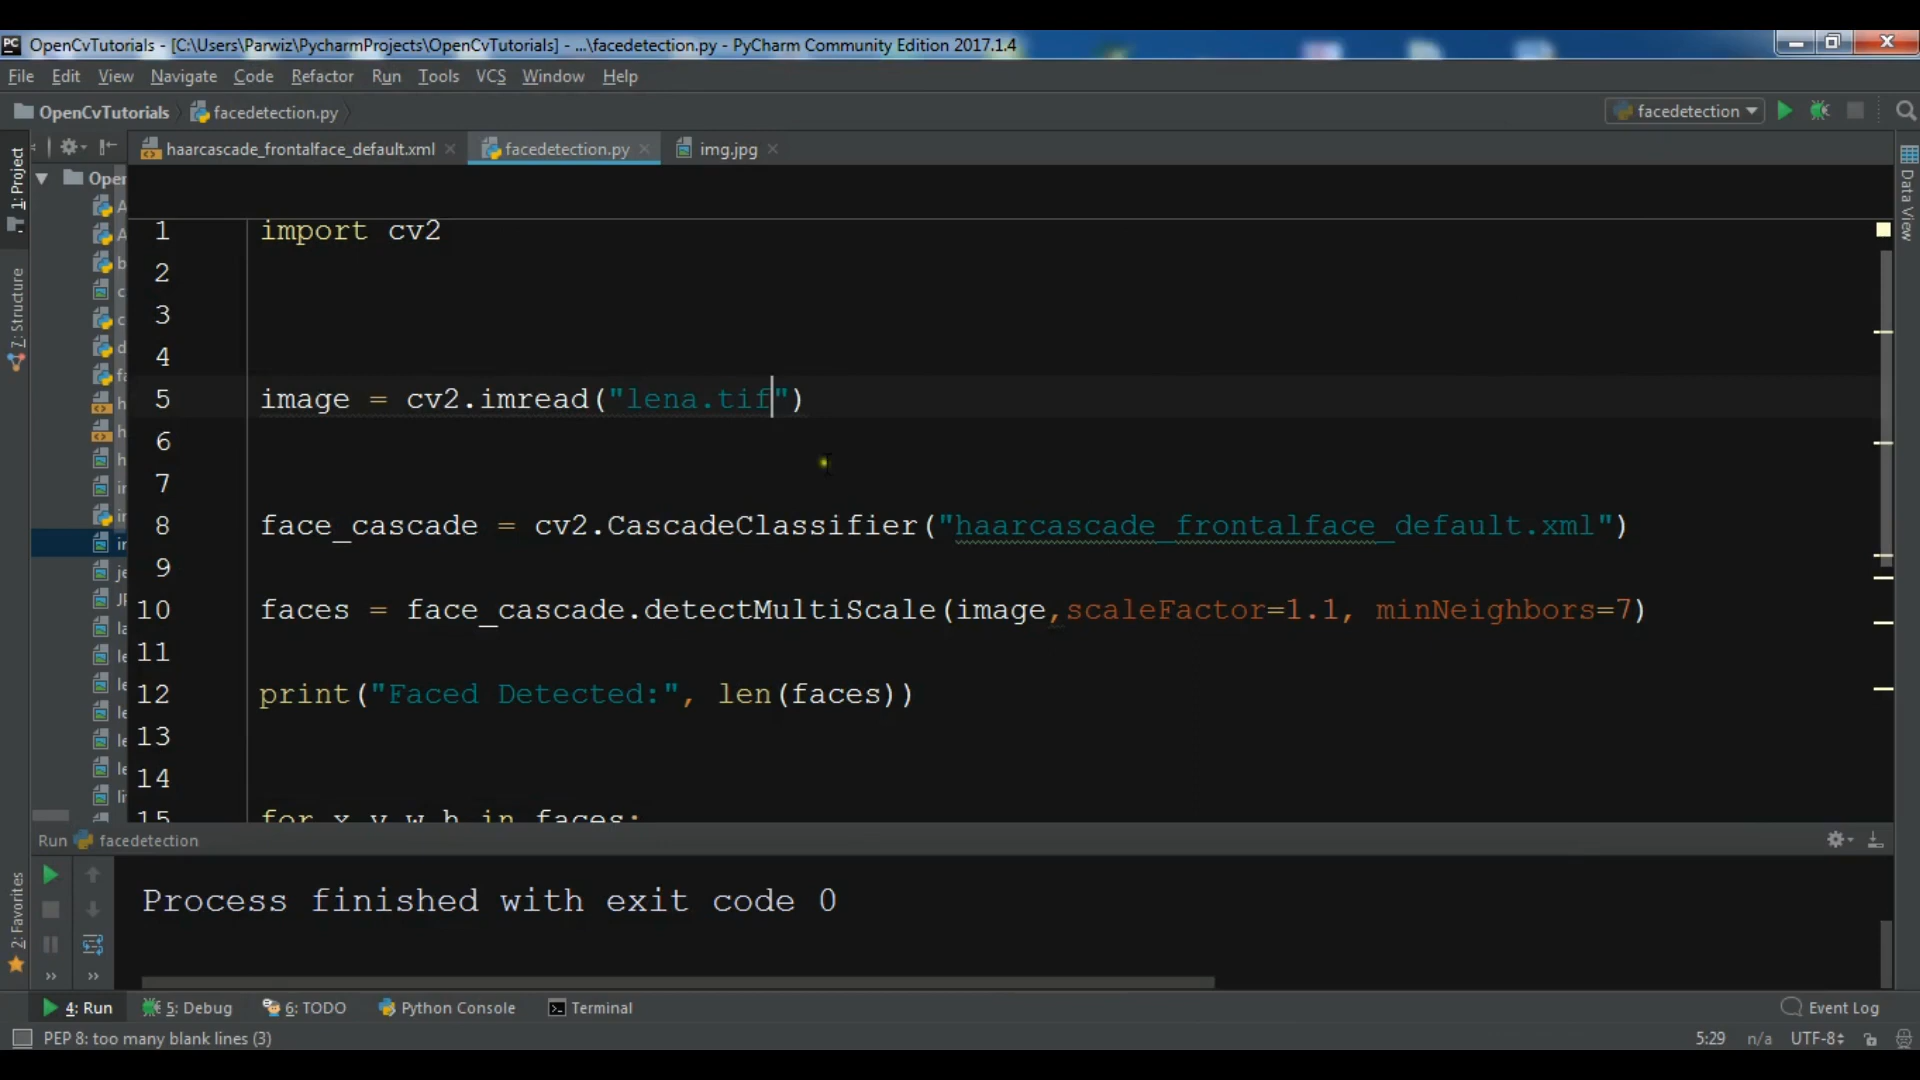 OpenCvTutorials - [C:\Users\Parwiz\PycharmProjects\OpenCvTutorials] - ...\facedetection.py - PyCharm Community Edition 2017.1.4
File Edit View Navigate Code Refactor Run Tools VCS Window Help
OpenCvTutorials facedetection.py facedetection
haarcascade_frontalface_default.xml facedetection.py img.jpg
1: Project
7: Structure
2: Favorites
Data View
1 import cv2
2
3
4
5 image = cv2.imread("lena.tif")
6
7
8 face_cascade = cv2.CascadeClassifier("haarcascade_frontalface_default.xml")
9
10 faces = face_cascade.detectMultiScale(image,scaleFactor=1.1, minNeighbors=7)
11
12 print("Faced Detected:", len(faces))
13
14
15 for x,y,w,h in faces:
Run facedetection
Process finished with exit code 0
4: Run 5: Debug 6: TODO Python Console Terminal Event Log
PEP 8: too many blank lines (3) 5:29 n/a UTF-8